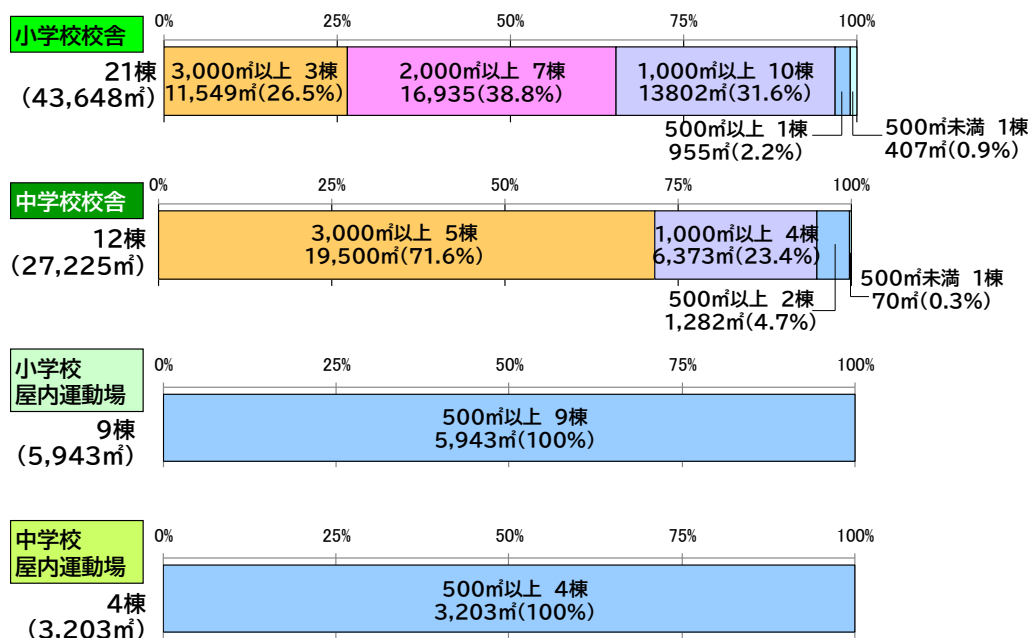 0% 25% 50% 75% 100%
小学校校舎
21棟
(43,648㎡)
3,000㎡以上 3棟
11,549㎡(26.5%)
2,000㎡以上 7棟
16,935(38.8%)
1,000㎡以上 10棟
13802㎡(31.6%)
500㎡以上 1棟
955㎡(2.2%)
500㎡未満 1棟
407㎡(0.9%)
0% 25% 50% 75% 100%
中学校校舎
12棟
(27,225㎡)
3,000㎡以上 5棟
19,500㎡(71.6%)
1,000㎡以上 4棟
6,373㎡(23.4%)
500㎡以上 2棟
1,282㎡(4.7%)
500㎡未満 1棟
70㎡(0.3%)
0% 25% 50% 75% 100%
小学校
屋内運動場
9棟
(5,943㎡)
500㎡以上 9棟
5,943㎡(100%)
0% 25% 50% 75% 100%
中学校
屋内運動場
4棟
(3,203㎡)
500㎡以上 4棟
3,203㎡(100%)